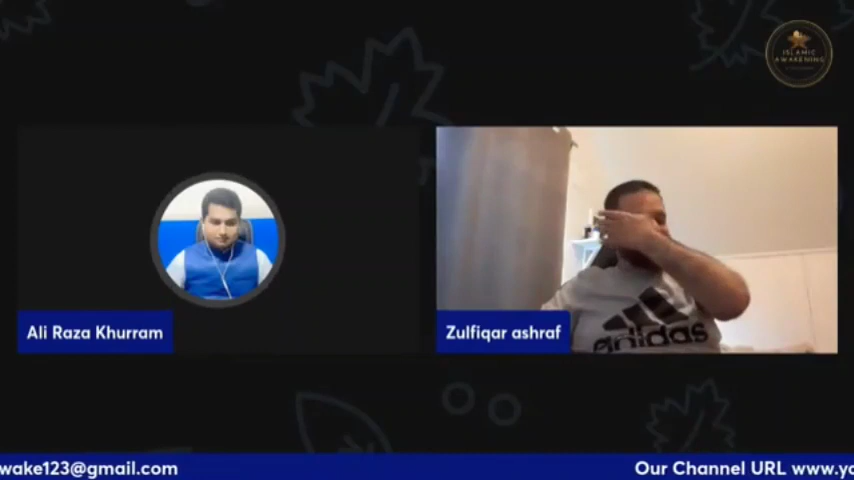 ISLAMIC
AWAKENING
Ali Raza Khurram
Zulfiqar ashraf
adidas
wake123@gmail.com
Our Channel URL www.yo